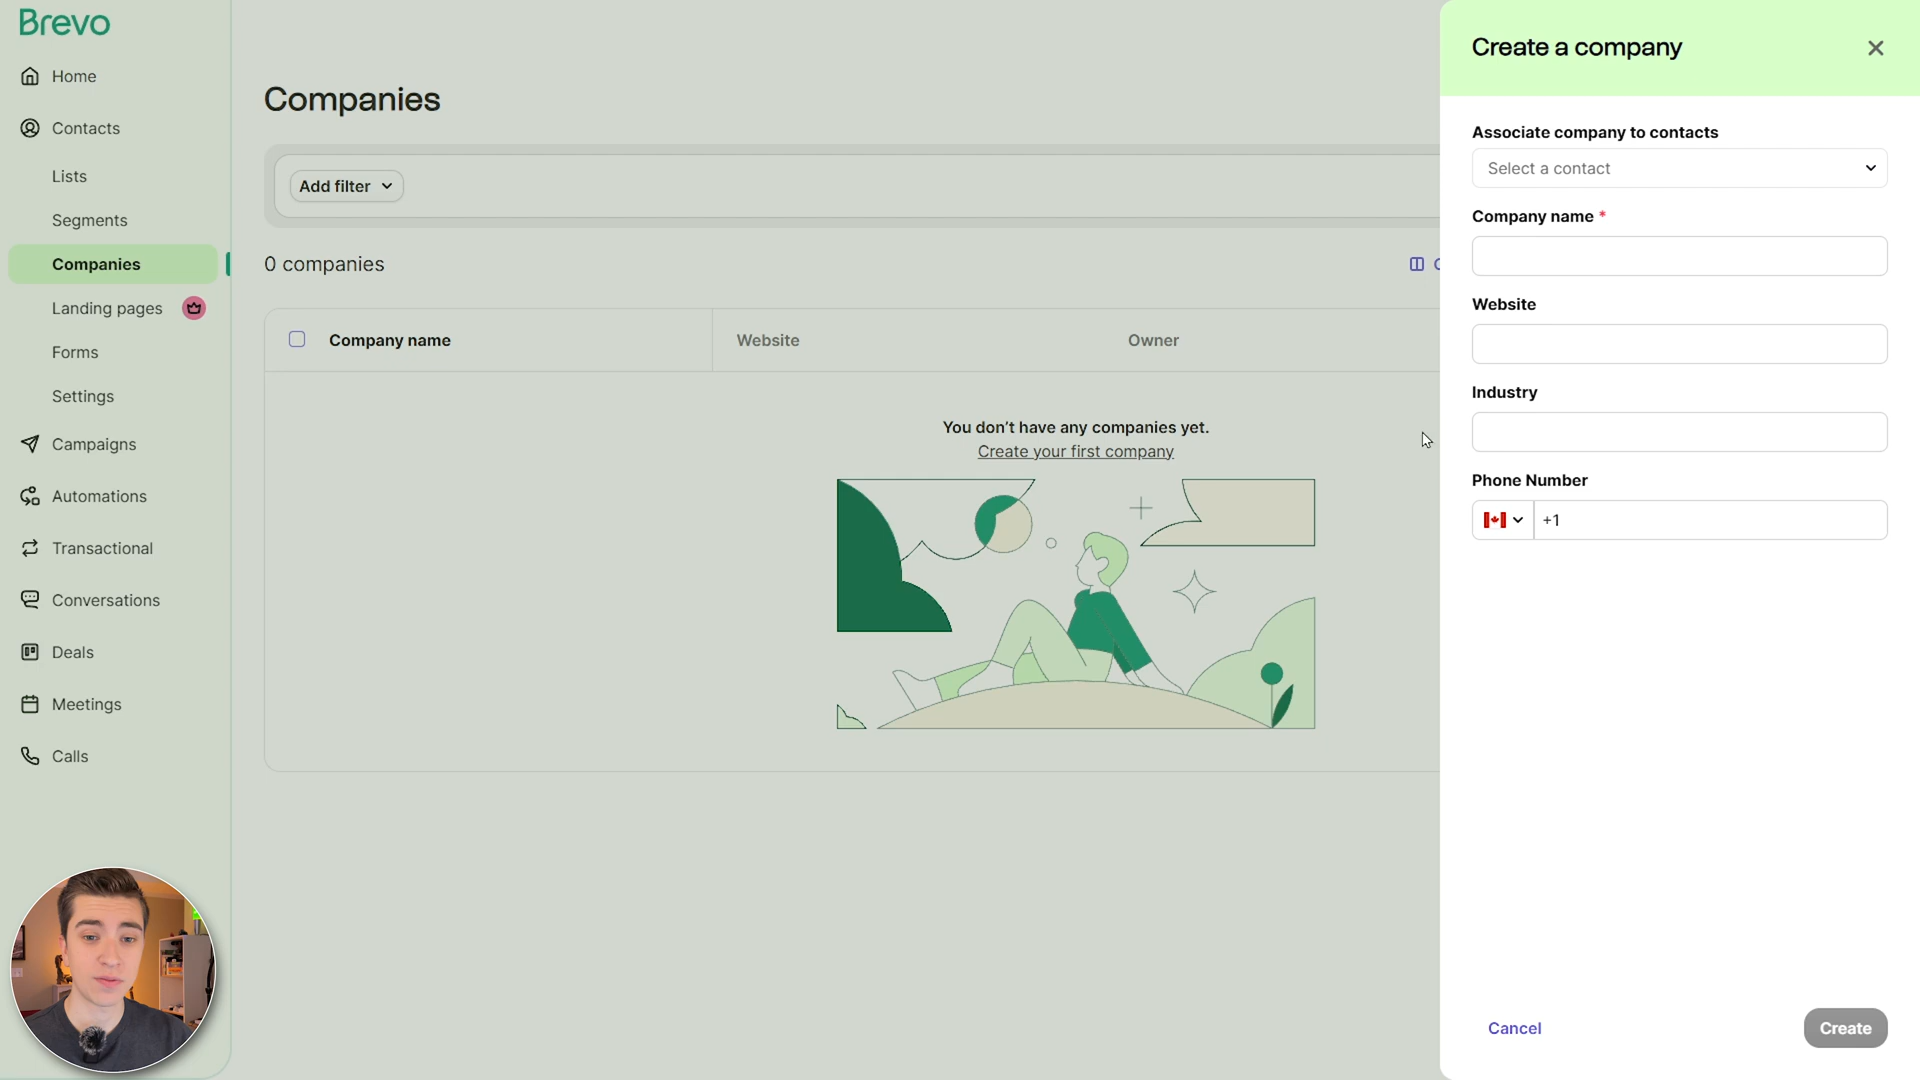 Brevo
Home
Contacts
Lists
Segments
Companies
Landing pages
Forms
Settings
Campaigns
Automations
Transactional
Conversations
Deals
Meetings
Calls
Companies
Add filter
0 companies
Company name
Website
Owner
You don’t have any companies yet.
Create your first company
Create a company
Associate company to contacts
Select a contact
Company name *
Website
Industry
Phone Number
+1
Cancel
Create